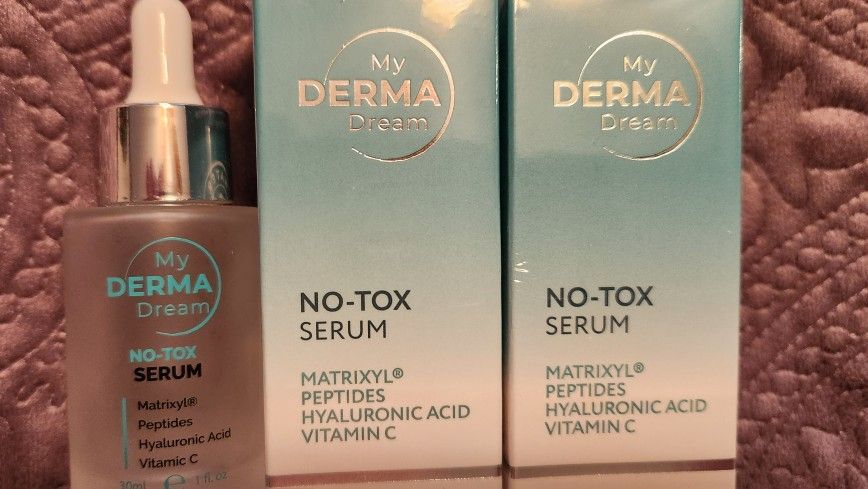 My
DERMA
Dream
NO-TOX
SERUM
Matrixyl®
Peptides
Hyaluronic Acid
Vitamin C
30ml e 1 fl. oz
My
DERMA
Dream
NO-TOX
SERUM
MATRIXYL®
PEPTIDES
HYALURONIC ACID
VITAMIN C
My
DERMA
Dream
NO-TOX
SERUM
MATRIXYL®
PEPTIDES
HYALURONIC ACID
VITAMIN C